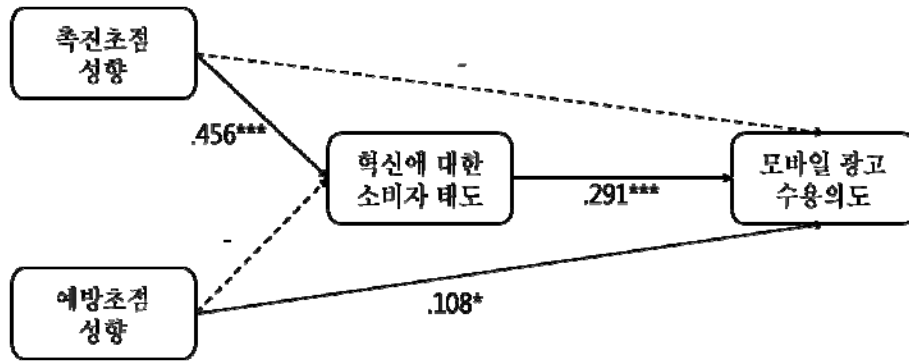 촉진초점
성향
-
.456***
혁신에 대한
소비자 태도
.291***
모바일 광고
수용의도
-
예방초점
성향
.108*